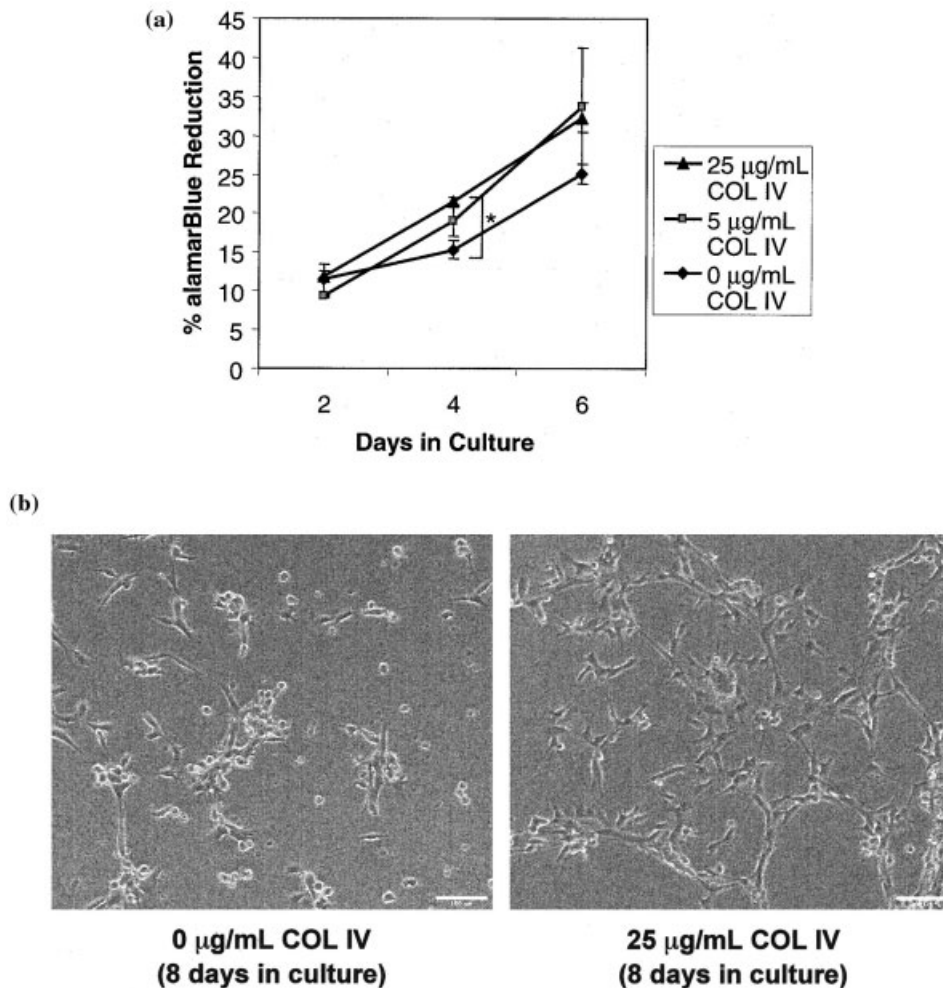 (a)
45
40
35
30
25
20
15
10
5
0
% alamarBlue Reduction
*
2 4 6
Days in Culture
25 µg/mL
COL IV
5 µg/mL
COL IV
0 µg/mL
COL IV
(b)
0 µg/mL COL IV
(8 days in culture)
25 µg/mL COL IV
(8 days in culture)